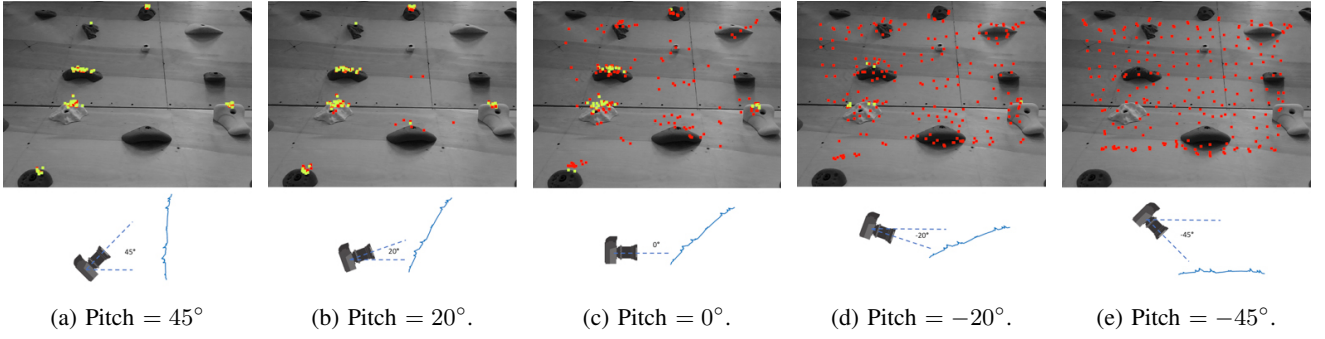 45°
20°
0°
-20°
-45°
(a) Pitch = 45°
(b) Pitch = 20°.
(c) Pitch = 0°.
(d) Pitch = −20°.
(e) Pitch = −45°.